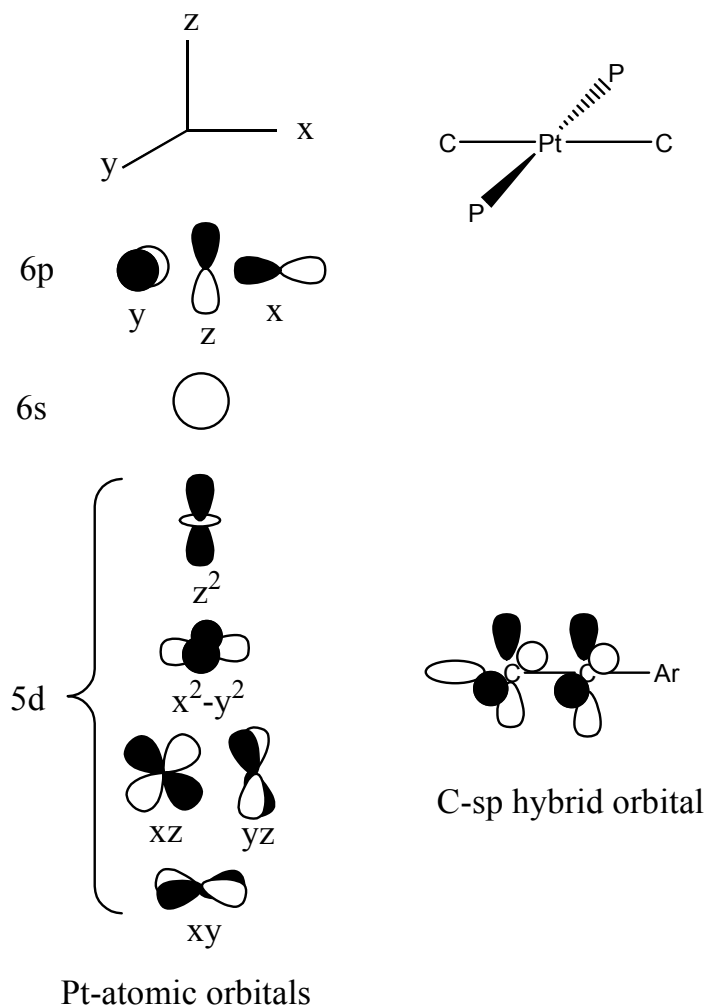 z
x
y
P
C Pt C
P
6p
y z x
6s
z²
x²-y²
5d
xz yz
xy
C C Ar
C-sp hybrid orbital
Pt-atomic orbitals